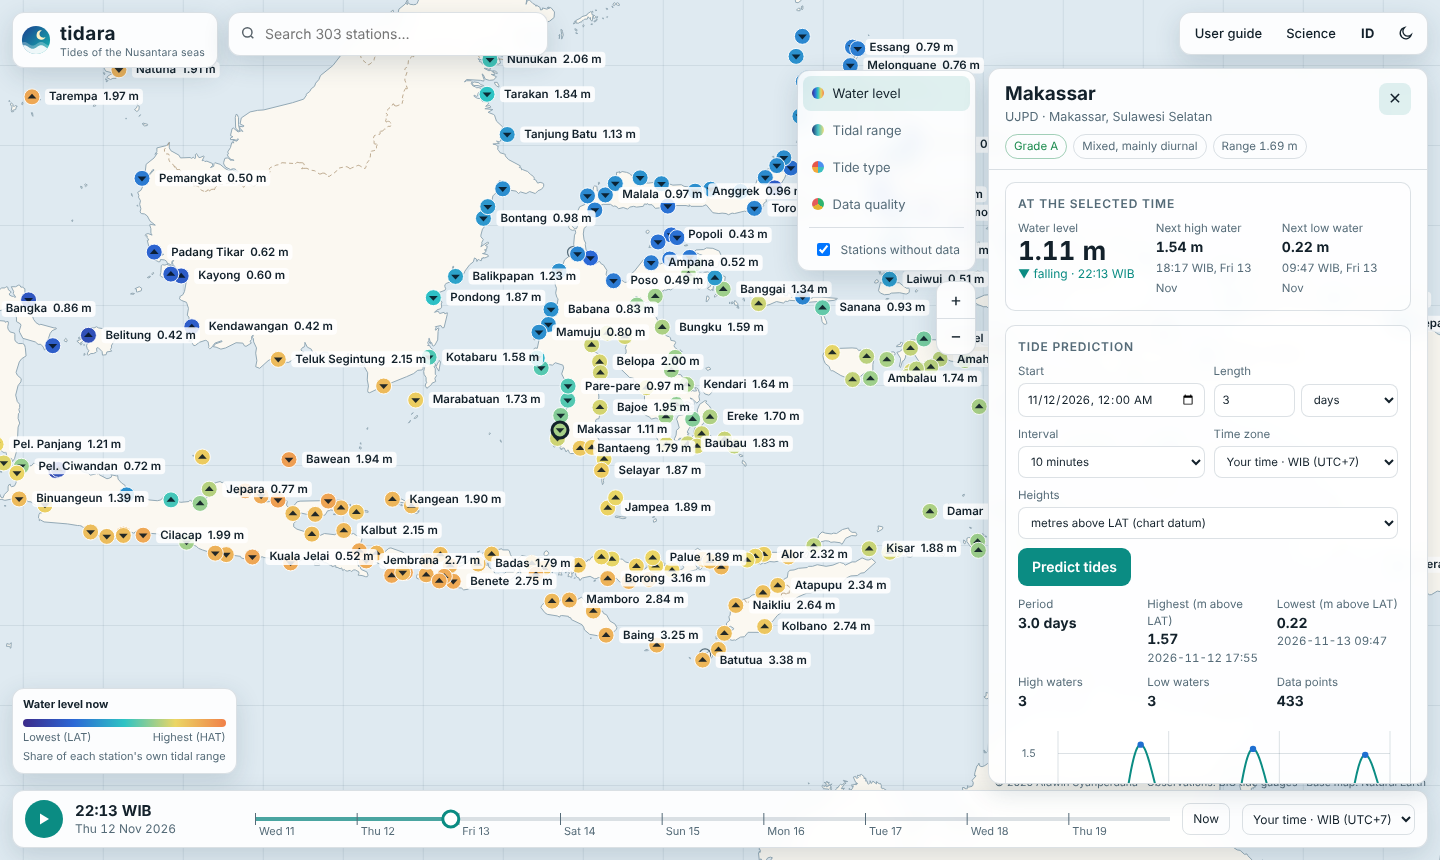 tidara
Tides of the Nusantara seas
Search 303 stations...
User guide
Science
ID
Natuna 1.91 m
Tarempa 1.97 m
Nunukan 2.06 m
Tarakan 1.84 m
Tanjung Batu 1.13 m
Essang 0.79 m
Melonguane 0.76 m
Pemangkat 0.50 m
Malala 0.97 m
Anggrek 0.96 m
Bontang 0.98 m
Popoli 0.43 m
Padang Tikar 0.62 m
Kayong 0.60 m
Balikpapan 1.23 m
Ampana 0.52 m
Poso 0.49 m
Laiwui 0.51 m
Banggai 1.34 m
Pondong 1.87 m
Bangka 0.86 m
Babana 0.83 m
Sanana 0.93 m
Belitung 0.42 m
Kendawangan 0.42 m
Mamuju 0.80 m
Bungku 1.59 m
Teluk Segintung 2.15 m
Kotabaru 1.58 m
Belopa 2.00 m
Pare-pare 0.97 m
Kendari 1.64 m
Ambalau 1.74 m
Marabatuan 1.73 m
Bajoe 1.95 m
Ereke 1.70 m
Makassar 1.11 m
Pel. Panjang 1.21 m
Bantaeng 1.79 m
Baubau 1.83 m
Pel. Ciwandan 0.72 m
Bawean 1.94 m
Selayar 1.87 m
Binuangeun 1.39 m
Jepara 0.77 m
Kangean 1.90 m
Jampea 1.89 m
Damar
Cilacap 1.99 m
Kalbut 2.15 m
Kuala Jelai 0.52 m
Jembrana 2.71 m
Badas 1.79 m
Palue 1.89 m
Alor 2.32 m
Kisar 1.88 m
Benete 2.75 m
Borong 3.16 m
Atapupu 2.34 m
Mamboro 2.84 m
Naikliu 2.64 m
Baing 3.25 m
Kolbano 2.74 m
Batutua 3.38 m
Water level
Tidal range
Tide type
Data quality
Stations without data
+
−
Makassar
UJPD · Makassar, Sulawesi Selatan
Grade A
Mixed, mainly diurnal
Range 1.69 m
AT THE SELECTED TIME
Water level
1.11 m
▼ falling · 22:13 WIB
Next high water
1.54 m
18:17 WIB, Fri 13
Nov
Next low water
0.22 m
09:47 WIB, Fri 13
Nov
TIDE PREDICTION
Start
11/12/2026, 12:00 AM
Length
3
days
Interval
10 minutes
Time zone
Your time · WIB (UTC+7)
Heights
metres above LAT (chart datum)
Predict tides
Period
3.0 days
Highest (m above
LAT)
1.57
2026-11-12 17:55
Lowest (m above LAT)
0.22
2026-11-13 09:47
High waters
3
Low waters
3
Data points
433
1.5
Water level now
Lowest (LAT)
Highest (HAT)
Share of each station's own tidal range
22:13 WIB
Thu 12 Nov 2026
Wed 11
Thu 12
Fri 13
Sat 14
Sun 15
Mon 16
Tue 17
Wed 18
Thu 19
Now
Your time · WIB (UTC+7)